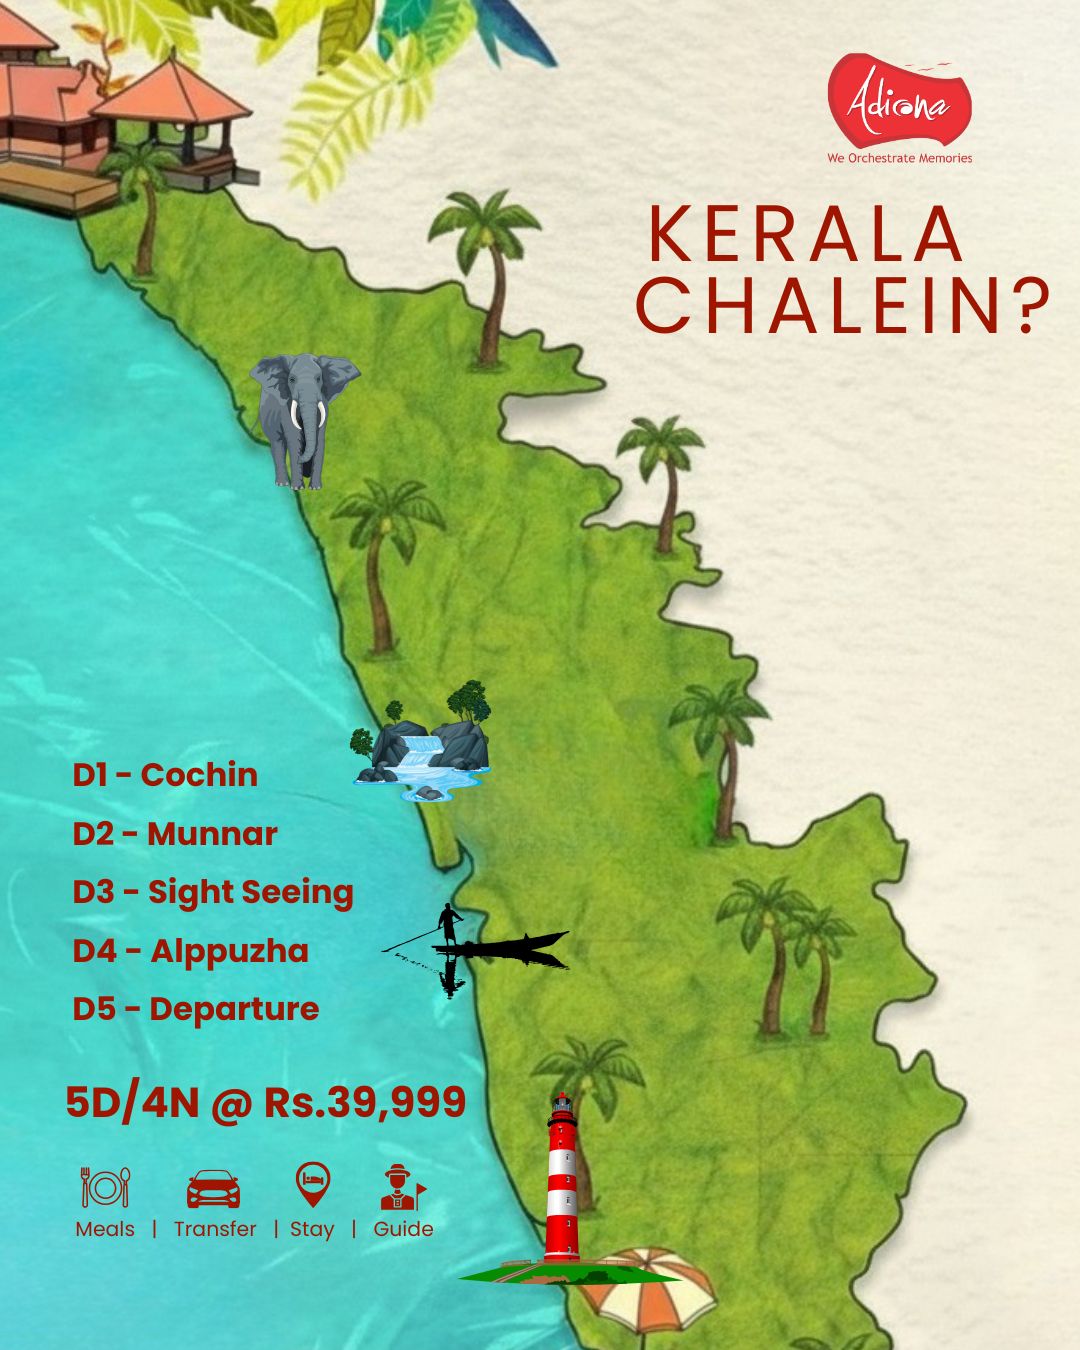 Adiona
We Orchestrate Memories
KERALA
CHALEIN?
D1 - Cochin
D2 - Munnar
D3 - Sight Seeing
D4 - Alppuzha
D5 - Departure
5D/4N @ Rs.39,999
Meals | Transfer | Stay | Guide